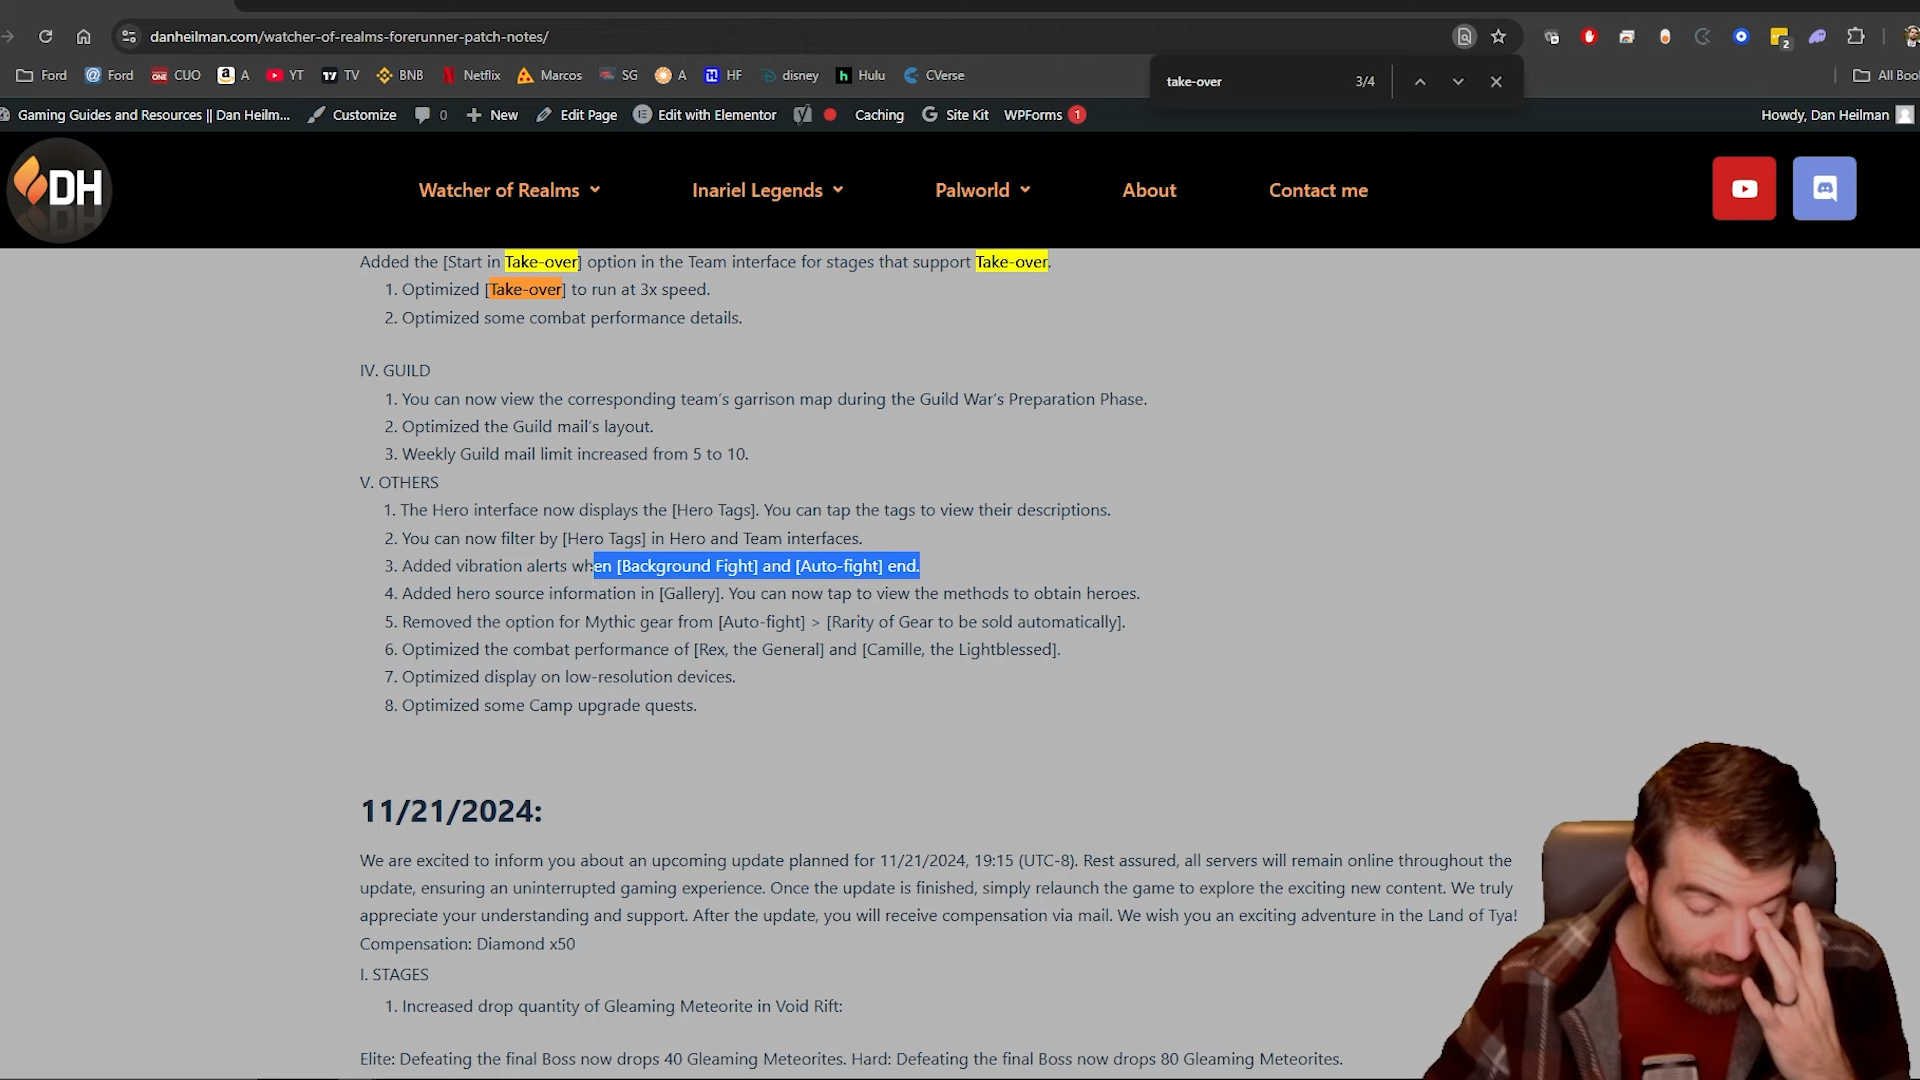 danheilman.com/watcher-of-realms-forerunner-patch-notes/
Ford
Ford
CUO
A
YT
TV
BNB
Netflix
Marcos
SG
A
HF
disney
Hulu
CVerse
take-over
3/4
2
Gaming Guides and Resources || Dan Heilm...
Customize
0
New
Edit Page
Edit with Elementor
Caching
Site Kit
WPForms 1
Howdy, Dan Heilman
DH
Watcher of Realms
Inariel Legends
Palworld
About
Contact me
Added the [Start in Take-over] option in the Team interface for stages that support Take-over.
1. Optimized [Take-over] to run at 3x speed.
2. Optimized some combat performance details.
IV. GUILD
1. You can now view the corresponding team's garrison map during the Guild War's Preparation Phase.
2. Optimized the Guild mail's layout.
3. Weekly Guild mail limit increased from 5 to 10.
V. OTHERS
1. The Hero interface now displays the [Hero Tags]. You can tap the tags to view their descriptions.
2. You can now filter by [Hero Tags] in Hero and Team interfaces.
3. Added vibration alerts when [Background Fight] and [Auto-fight] end.
4. Added hero source information in [Gallery]. You can now tap to view the methods to obtain heroes.
5. Removed the option for Mythic gear from [Auto-fight] > [Rarity of Gear to be sold automatically].
6. Optimized the combat performance of [Rex, the General] and [Camille, the Lightblessed].
7. Optimized display on low-resolution devices.
8. Optimized some Camp upgrade quests.
11/21/2024:
We are excited to inform you about an upcoming update planned for 11/21/2024, 19:15 (UTC-8). Rest assured, all servers will remain online throughout the
update, ensuring an uninterrupted gaming experience. Once the update is finished, simply relaunch the game to explore the exciting new content. We truly
appreciate your understanding and support. After the update, you will receive compensation via mail. We wish you an exciting adventure in the Land of Tya!
Compensation: Diamond x50
I. STAGES
1. Increased drop quantity of Gleaming Meteorite in Void Rift:
Elite: Defeating the final Boss now drops 40 Gleaming Meteorites. Hard: Defeating the final Boss now drops 80 Gleaming Meteorites.